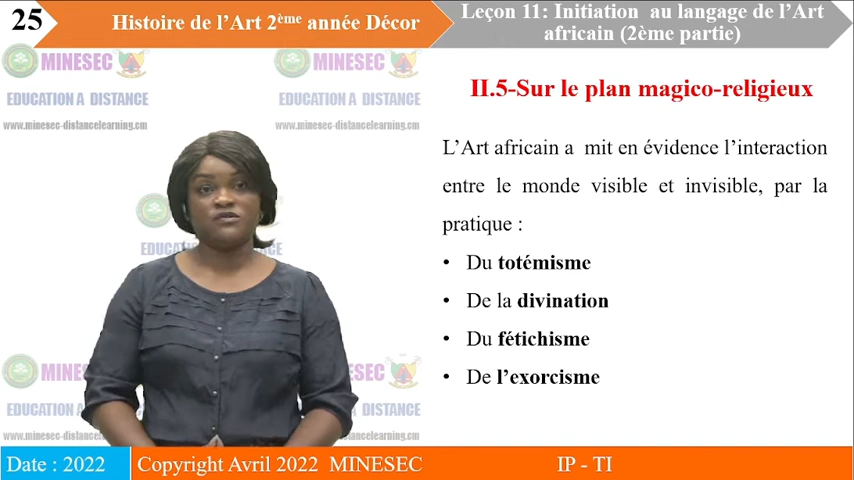 25
Histoire de l'Art 2ème année Décor
Leçon 11: Initiation au langage de l'Art
africain (2ème partie)
MINESEC
MINESEC
EDUCATION A DISTANCE
EDUCATION A DISTANCE
www.minesec-distancelearning.cm
www.minesec-distancelearning.cm
II.5-Sur le plan magico-religieux
L'Art africain a mit en évidence l'interaction
entre le monde visible et invisible, par la
pratique :
• Du totémisme
• De la divination
• Du fétichisme
• De l'exorcisme
Date : 2022
Copyright Avril 2022 MINESEC
IP - TI